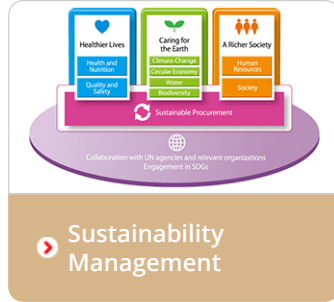 Healthier Lives
Health and
Nutrition
Quality and
Safety
Caring for
the Earth
Climate Change
Circular Economy
Water
Biodiversity
A Richer Society
Human
Resources
Society
Sustainable Procurement
Collaboration with UN agencies and relevant organizations
Engagement in SDGs
Sustainability
Management